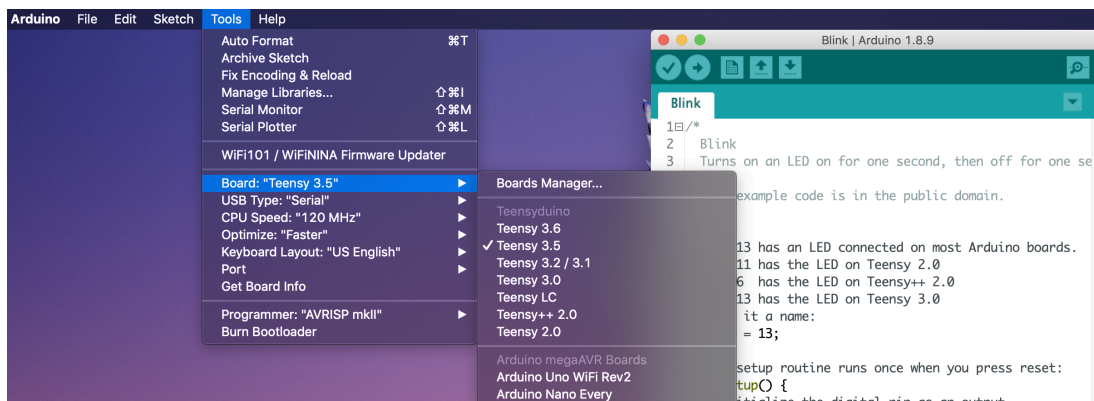 Arduino File Edit Sketch Tools Help
Auto Format ⌘T
Archive Sketch
Fix Encoding & Reload
Manage Libraries... ⇧⌘I
Serial Monitor ⇧⌘M
Serial Plotter ⇧⌘L
WiFi101 / WiFiNINA Firmware Updater
Board: "Teensy 3.5"
USB Type: "Serial"
CPU Speed: "120 MHz"
Optimize: "Faster"
Keyboard Layout: "US English"
Port
Get Board Info
Programmer: "AVRISP mkII"
Burn Bootloader
Boards Manager...
Teensyduino
Teensy 3.6
✓ Teensy 3.5
Teensy 3.2 / 3.1
Teensy 3.0
Teensy LC
Teensy++ 2.0
Teensy 2.0
Arduino megaAVR Boards
Arduino Uno WiFi Rev2
Arduino Nano Every
Blink | Arduino 1.8.9
Blink
1 /*
2 Blink
3 Turns on an LED on for one second, then off for one se
example code is in the public domain.
13 has an LED connected on most Arduino boards.
11 has the LED on Teensy 2.0
6 has the LED on Teensy++ 2.0
13 has the LED on Teensy 3.0
it a name:
= 13;
setup routine runs once when you press reset:
tup() {